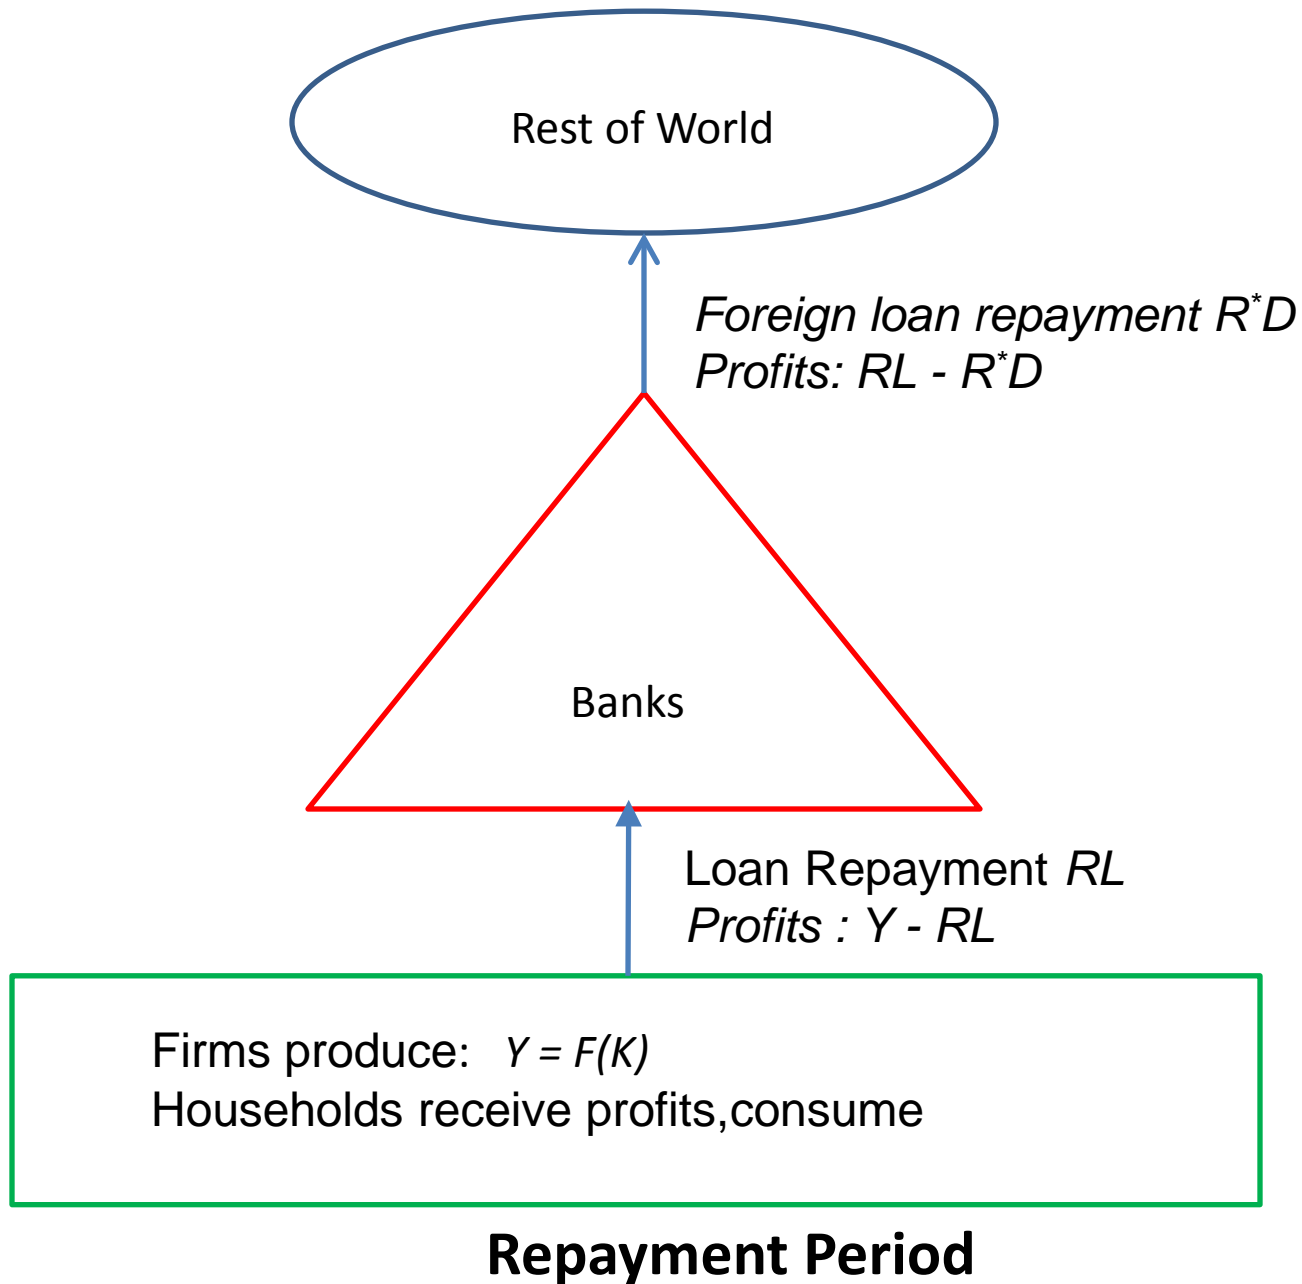 Rest of World
Foreign loan repayment R*D
Profits: RL - R*D
Banks
Loan Repayment RL
Profits : Y - RL
Firms produce: Y = F(K)
Households receive profits,consume
Repayment Period